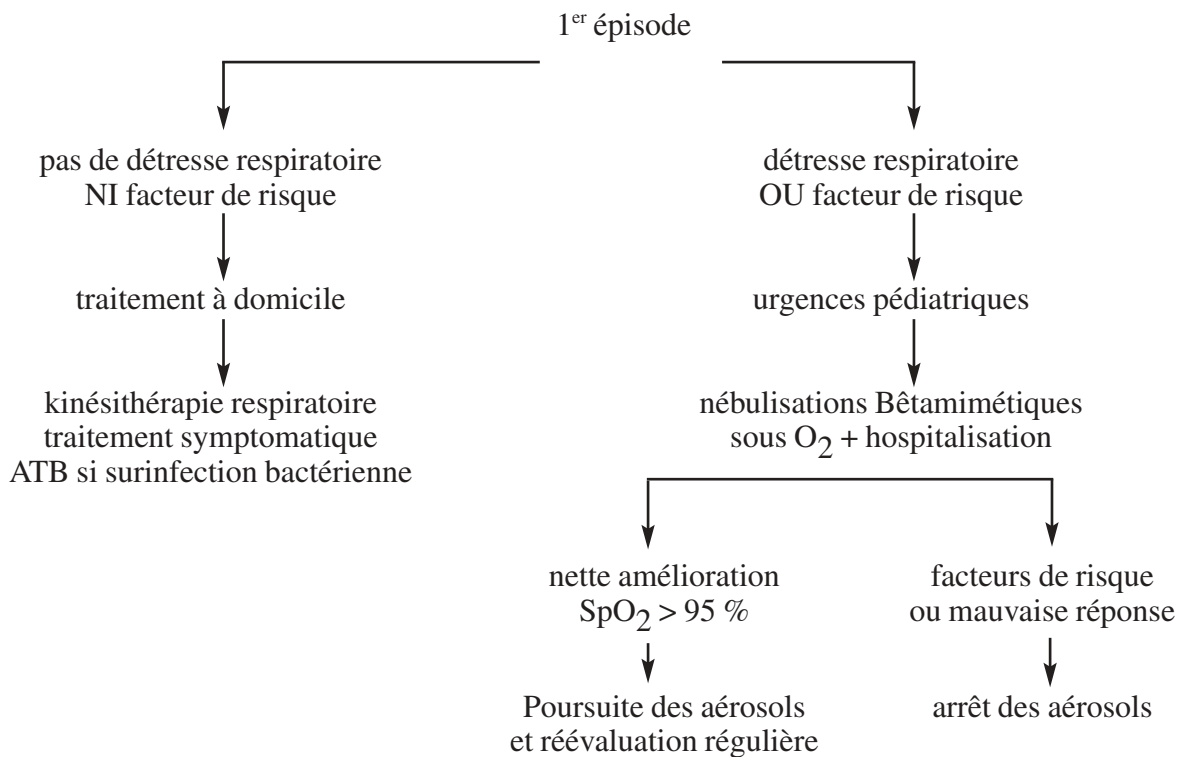 1er épisode
pas de détresse respiratoire
NI facteur de risque
détresse respiratoire
OU facteur de risque
traitement à domicile
urgences pédiatriques
kinésithérapie respiratoire
traitement symptomatique
ATB si surinfection bactérienne
nébulisations Bêtamimétiques
sous O2 + hospitalisation
nette amélioration
SpO2 > 95 %
facteurs de risque
ou mauvaise réponse
Poursuite des aérosols
et réévaluation régulière
arrêt des aérosols